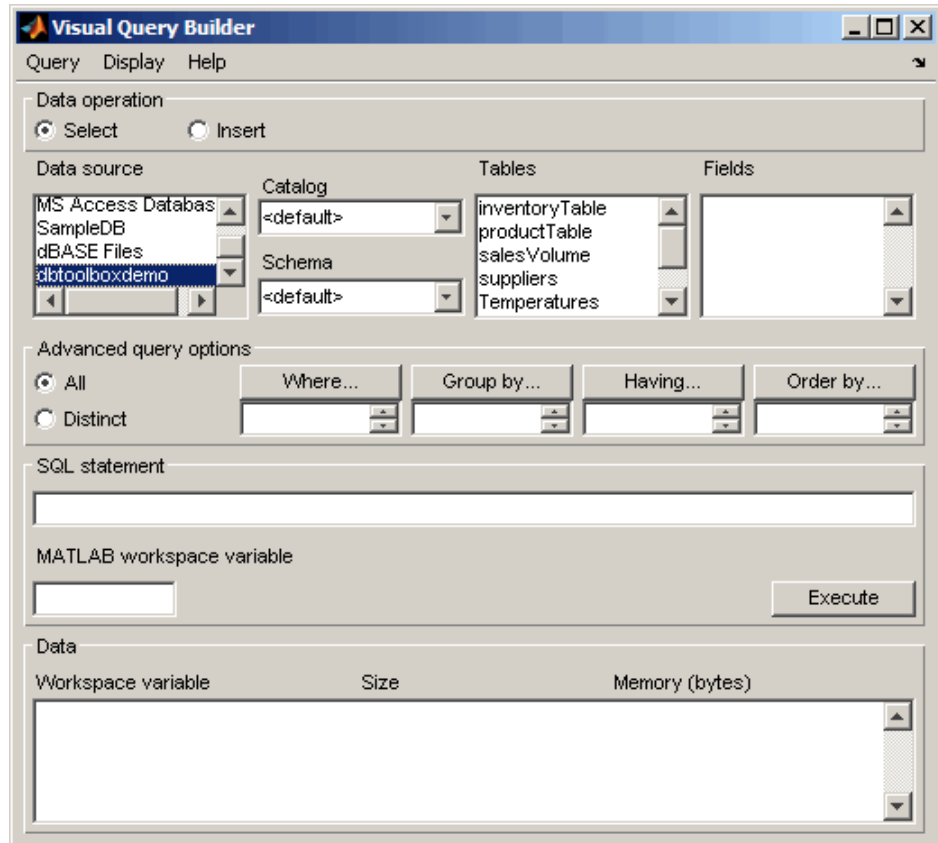 Visual Query Builder
Query Display Help
Data operation
Select Insert
Data source
MS Access Databas
SampleDB
dBASE Files
dbtoolboxdemo
Catalog
<default>
Schema
<default>
Tables
inventoryTable
productTable
salesVolume
suppliers
Temperatures
Fields
Advanced query options
All
Distinct
Where... Group by... Having... Order by...
SQL statement
MATLAB workspace variable
Execute
Data
Workspace variable Size Memory (bytes)